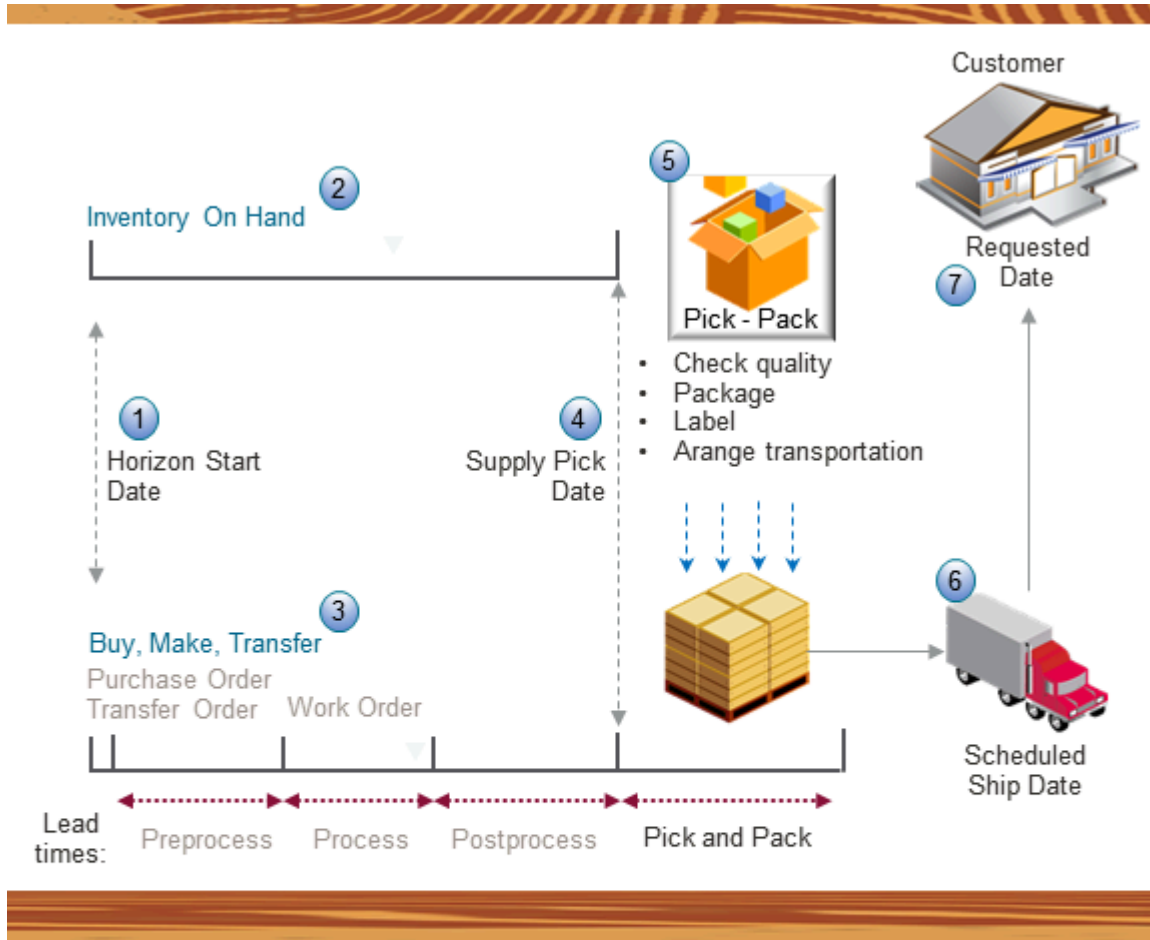 Customer
5
2
Inventory On Hand
Requested
Date
7
Pick - Pack
• Check quality
• Package
• Label
• Arange transportation
1
Horizon Start
Date
4
Supply Pick
Date
6
3
Buy, Make, Transfer
Purchase Order
Transfer Order
Work Order
Scheduled
Ship Date
Lead
times:
Preprocess
Process
Postprocess
Pick and Pack